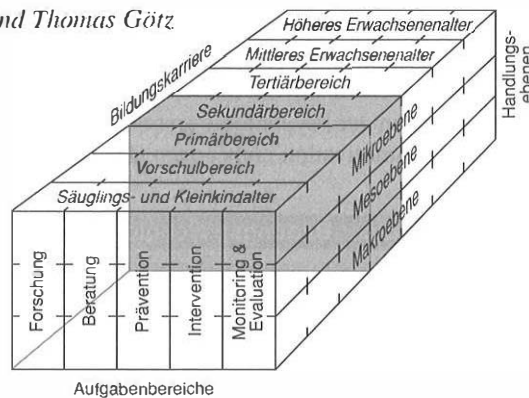 nd Thomas Götz
Bildungskarriere
Höheres Erwachsenenalter
Mittleres Erwachsenenalter
Tertiärbereich
Sekundärbereich
Primärbereich
Vorschulbereich
Säuglings- und Kleinkindalter
Handlungs-
ebenen
Mikroebene
Mesoebene
Makroebene
Forschung
Beratung
Prävention
Intervention
Monitoring &
Evaluation
Aufgabenbereiche